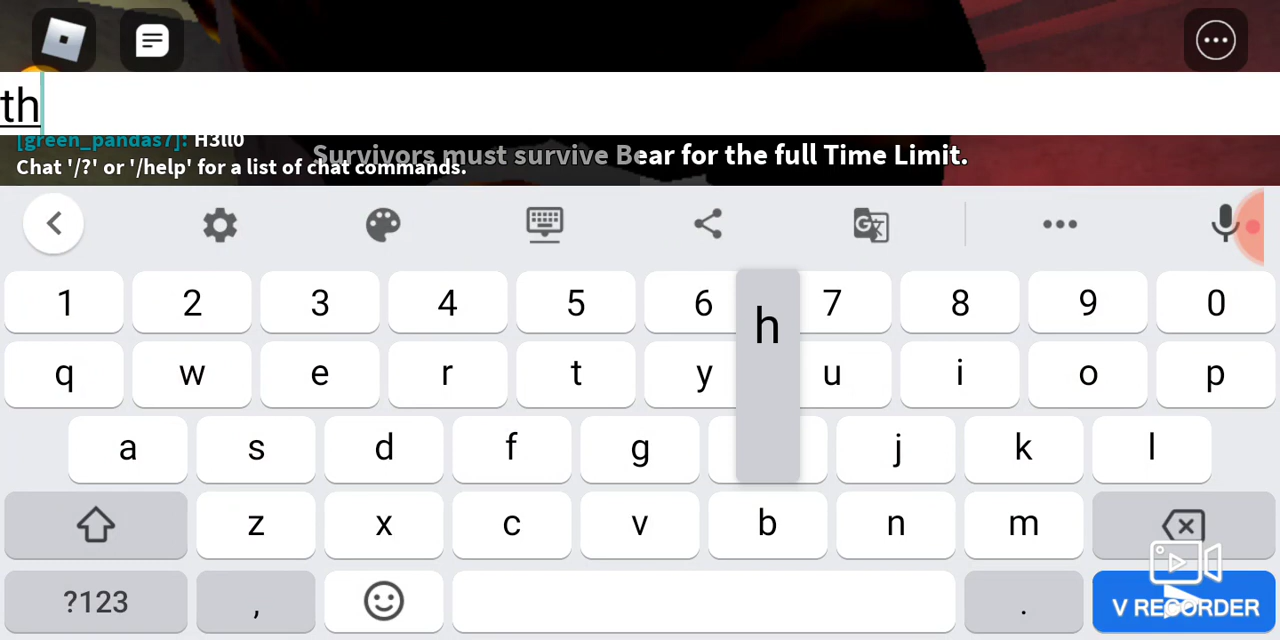 th
[green_pandas7]: H3ll0
Survivors must survive Bear for the full Time Limit.
Chat '/?' or '/help' for a list of chat commands.
1 2 3 4 5 6 7 8 9 0
h
q w e r t y u i o p
a s d f g j k l
z x c v b n m
?123 , .
V RECORDER